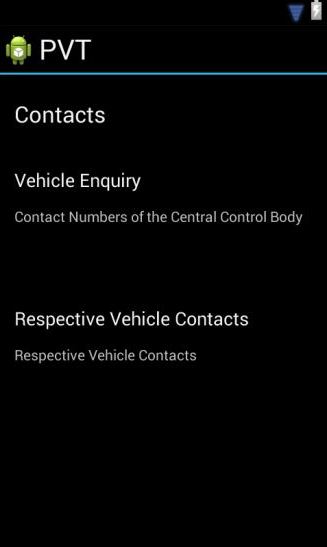 PVT
Contacts
Vehicle Enquiry
Contact Numbers of the Central Control Body
Respective Vehicle Contacts
Respective Vehicle Contacts